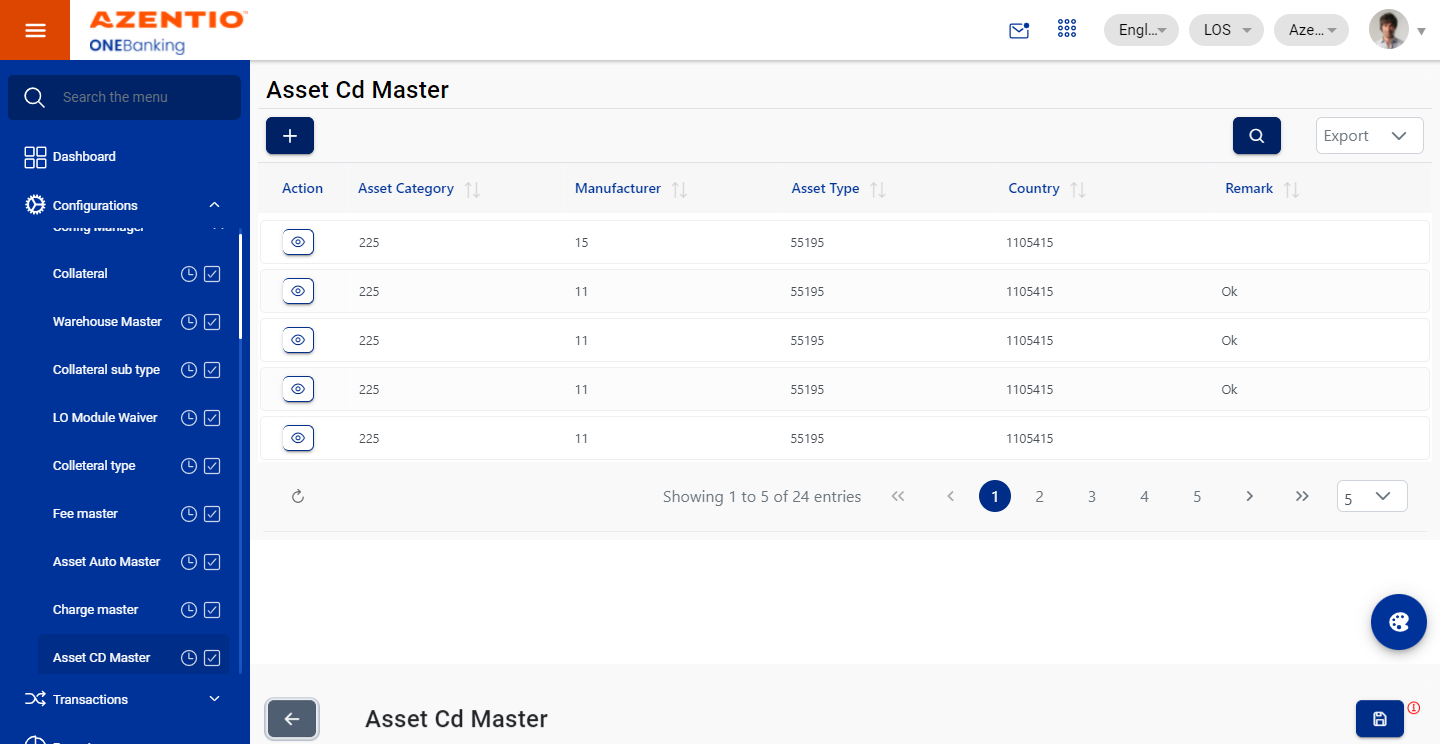 AZENTIO
ONEBanking
Engl...
LOS
Aze...
Search the menu
Dashboard
Configurations
Config Manager
Collateral
Warehouse Master
Collateral sub type
LO Module Waiver
Colleteral type
Fee master
Asset Auto Master
Charge master
Asset CD Master
Transactions
Asset Cd Master
Export
Action Asset Category Manufacturer Asset Type Country Remark
225 15 55195 1105415
225 11 55195 1105415 Ok
225 11 55195 1105415 Ok
225 11 55195 1105415 Ok
225 11 55195 1105415
Showing 1 to 5 of 24 entries 1 2 3 4 5 5
Asset Cd Master